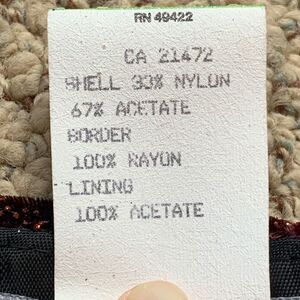 RN 49422
CA 21472
SHELL 33% NYLON
67% ACETATE
BORDER
100% RAYON
LINING
100% ACETATE